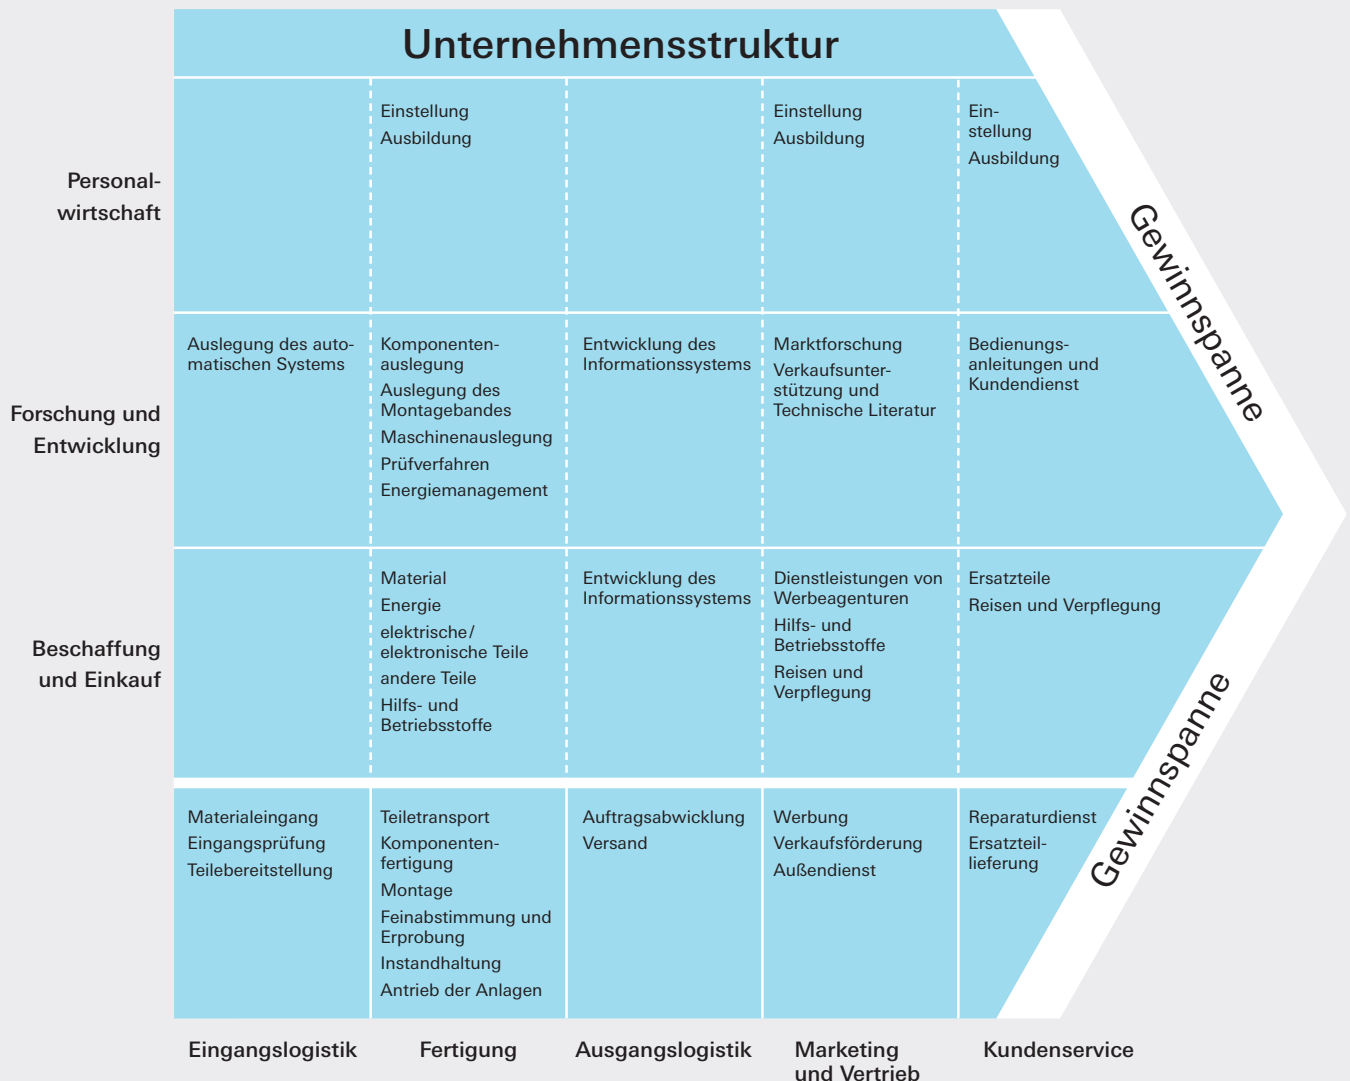 Unternehmensstruktur
Personal-
wirtschaft
Einstellung
Ausbildung
Einstellung
Ausbildung
Ein-
stellung
Ausbildung
Gewinnspanne
Forschung und
Entwicklung
Auslegung des auto-
matischen Systems
Komponenten-
auslegung
Auslegung des
Montagebandes
Maschinenauslegung
Prüfverfahren
Energiemanagement
Entwicklung des
Informationssystems
Marktforschung
Verkaufsunter-
stützung und
Technische Literatur
Bedienungs-
anleitungen und
Kundendienst
Beschaffung
und Einkauf
Material
Energie
elektrische/
elektronische Teile
andere Teile
Hilfs- und
Betriebsstoffe
Entwicklung des
Informationssystems
Dienstleistungen von
Werbeagenturen
Hilfs- und
Betriebsstoffe
Reisen und
Verpflegung
Ersatzteile
Reisen und Verpflegung
Gewinnspanne
Materialeingang
Eingangsprüfung
Teilebereitstellung
Teiletransport
Komponenten-
fertigung
Montage
Feinabstimmung und
Erprobung
Instandhaltung
Antrieb der Anlagen
Auftragsabwicklung
Versand
Werbung
Verkaufsförderung
Außendienst
Reparaturdienst
Ersatzteil-
lieferung
Eingangslogistik
Fertigung
Ausgangslogistik
Marketing
und Vertrieb
Kundenservice